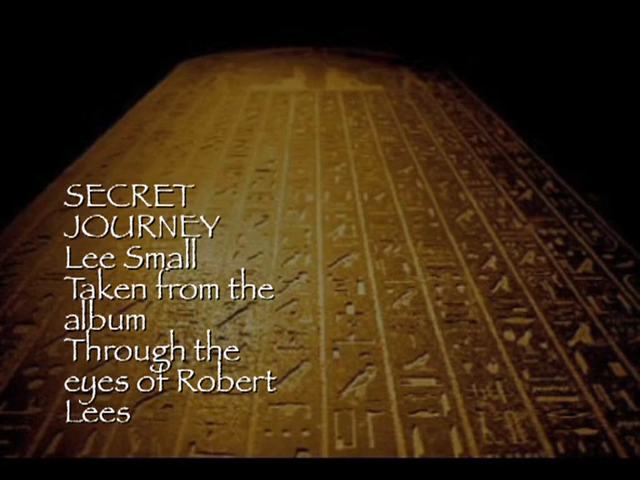 SECRET
JOURNEY
Lee Small
Taken from the
album
Through the
eyes of Robert
Lees